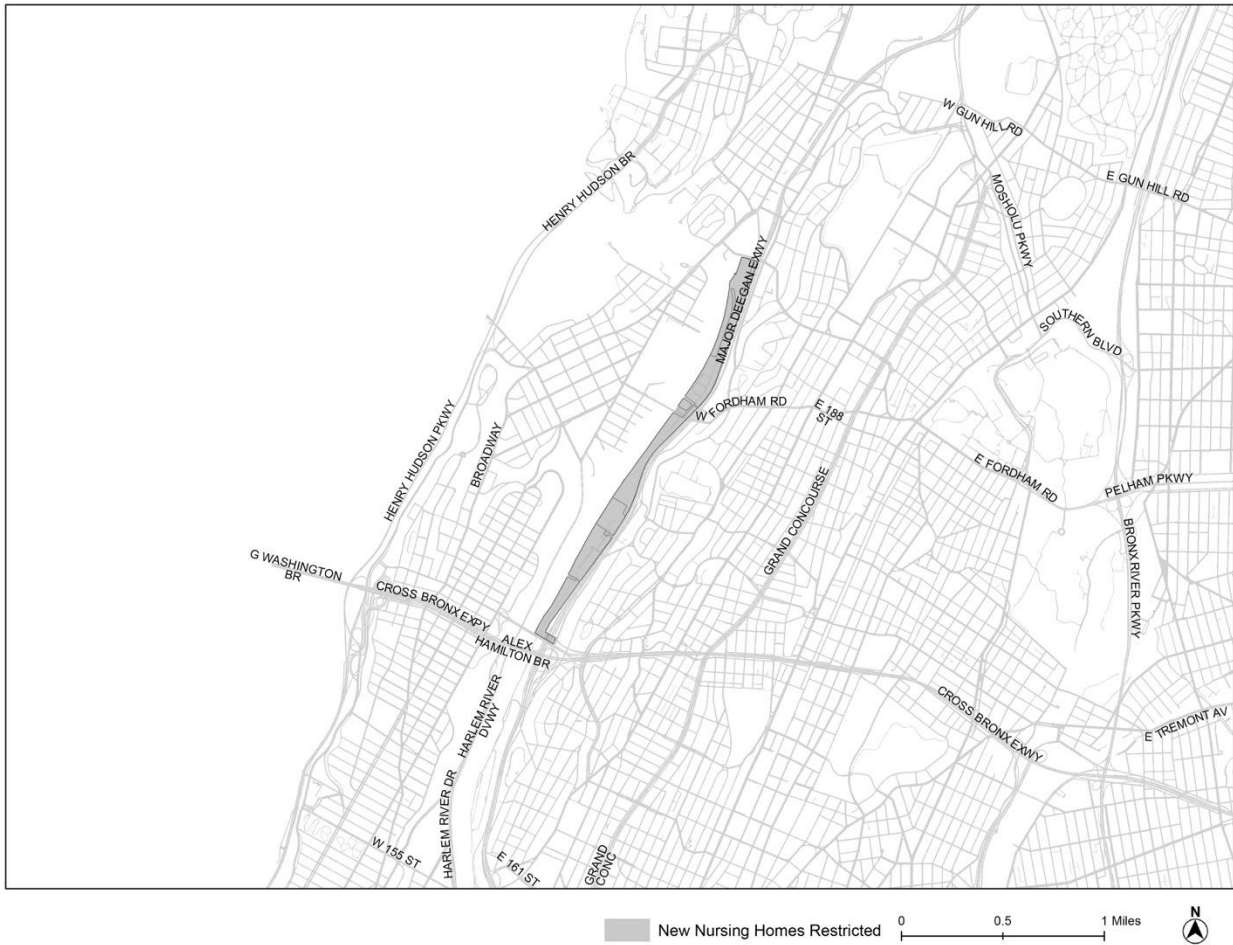 W GUN HILL RD
E GUN HILL RD
MOSHOLU PKWY
HENRY HUDSON BR
MAJOR DEEGAN EXWY
SOUTHERN BLVD
W FORDHAM RD
E 188
ST
E FORDHAM RD
PELHAM PKWY
HENRY HUDSON PKWY
BROADWAY
GRAND CONCOURSE
BRONX RIVER PKWY
G WASHINGTON
BR
CROSS BRONX EXPY
ALEX
HAMILTON BR
HARLEM RIVER
DVWY
CROSS BRONX EXWY
E TREMONT AV
HARLEM RIVER DR
W 155 ST
E 161 ST
GRAND
CONC
New Nursing Homes Restricted
0 0.5 1 Miles
N